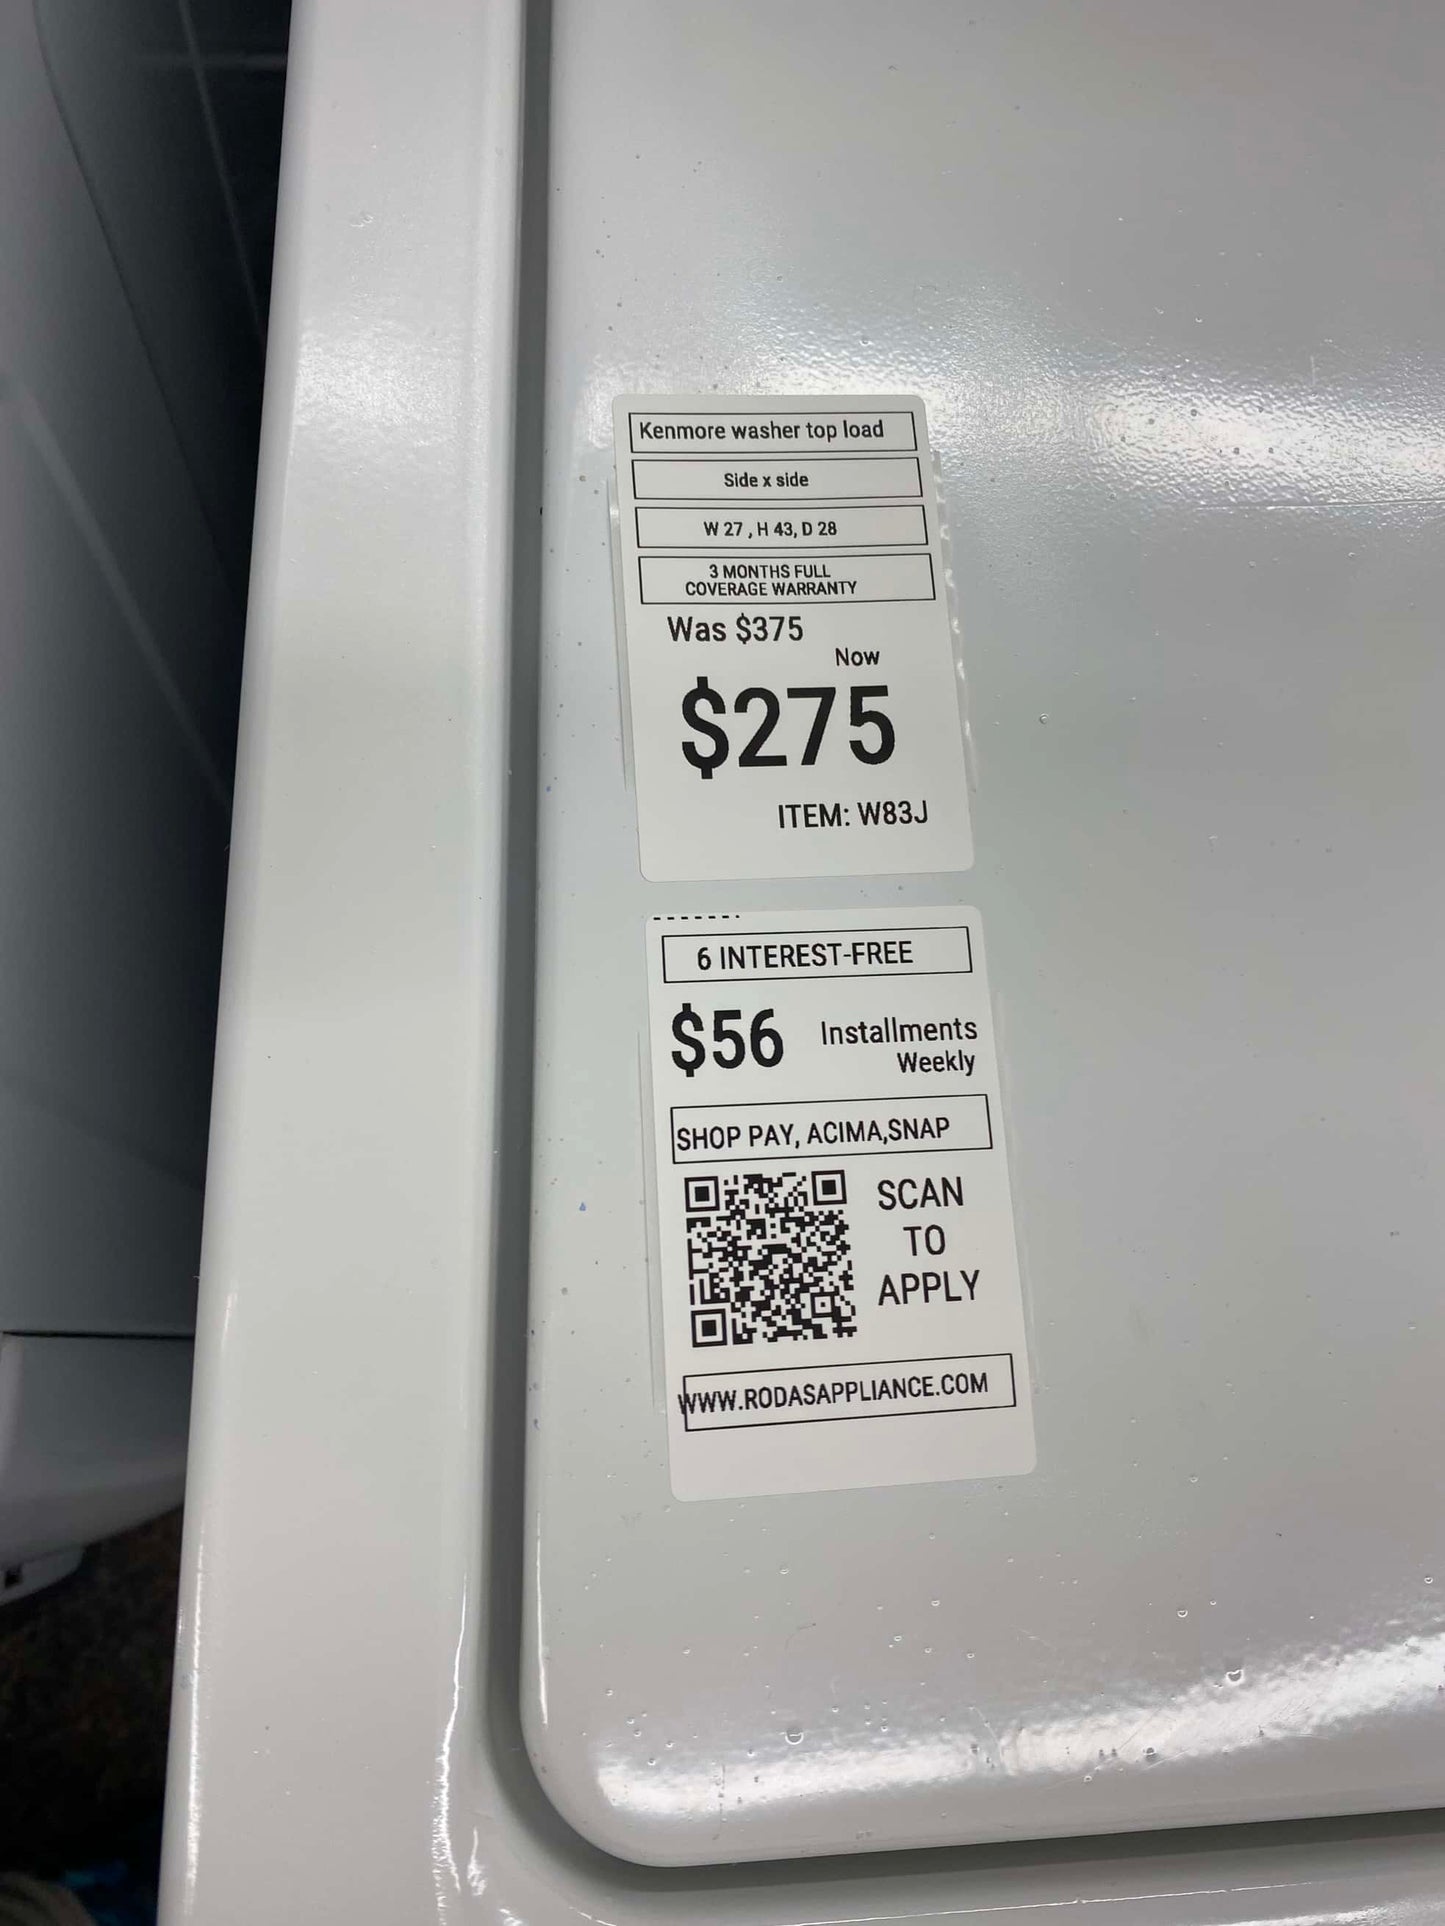 Kenmore washer top load
Side x side
W 27 , H 43, D 28
3 MONTHS FULL
COVERAGE WARRANTY
Was $375
Now
$275
ITEM: W83J
6 INTEREST-FREE
$56 Installments
Weekly
SHOP PAY, ACIMA,SNAP
SCAN
TO
APPLY
WWW.RODASAPPLIANCE.COM